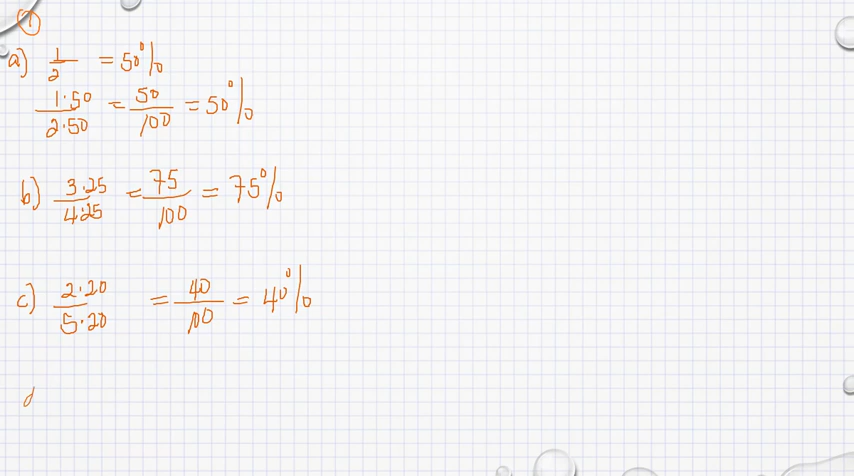 7
a) 1/2 = 50%
1·50/2·50 = 50/100 = 50%
b) 3·25/4·25 = 75/100 = 75%
c) 2·20/5·20 = 40/100 = 40%
d